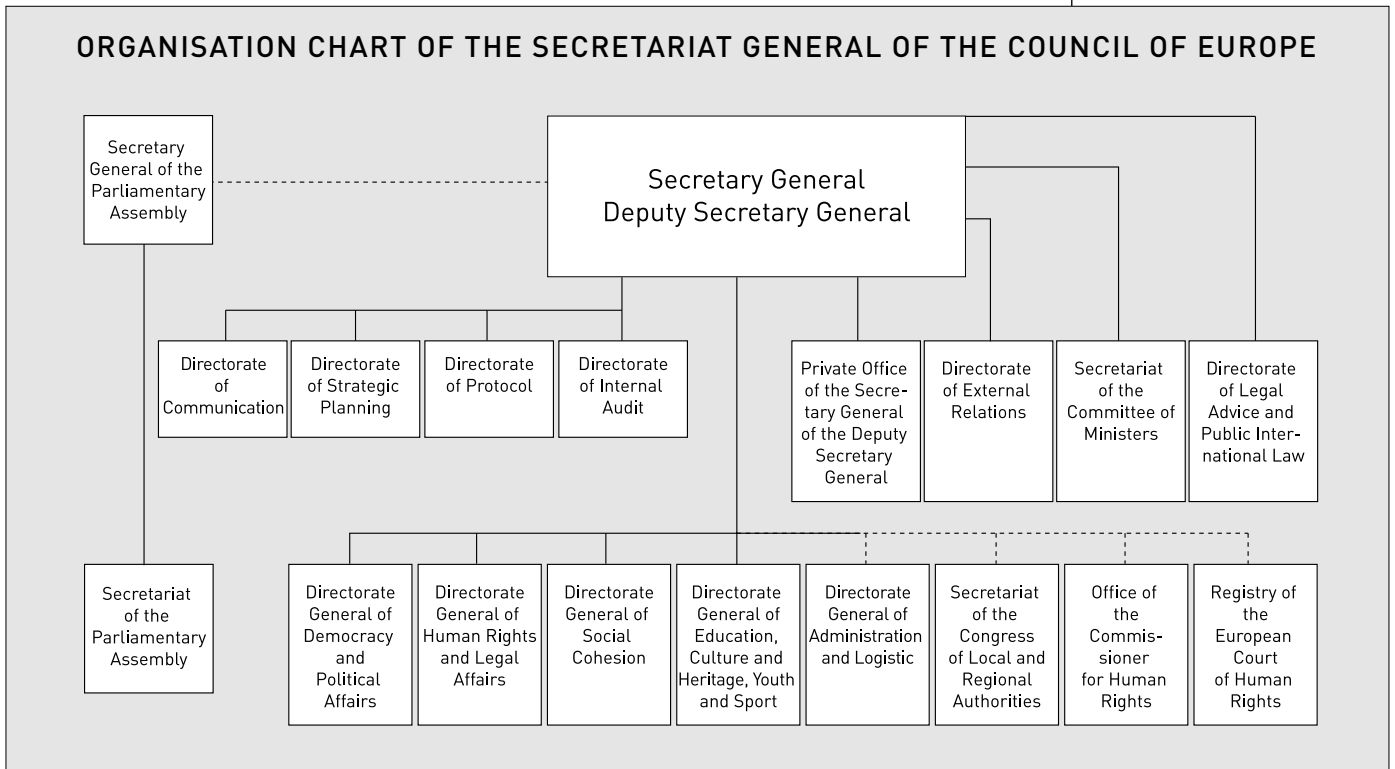 ORGANISATION CHART OF THE SECRETARIAT GENERAL OF THE COUNCIL OF EUROPE
Secretary
General of the
Parliamentary
Assembly
Secretary General
Deputy Secretary General
Directorate
of
Communication
Directorate
of Strategic
Planning
Directorate
of Protocol
Directorate
of Internal
Audit
Private Office
of the Secre-
tary General
of the Deputy
Secretary
General
Directorate
of External
Relations
Secretariat
of the
Committee of
Ministers
Directorate
of Legal
Advice and
Public Inter-
national Law
Secretariat
of the
Parliamentary
Assembly
Directorate
General of
Democracy
and
Political
Affairs
Directorate
General of
Human Rights
and Legal
Affairs
Directorate
General of
Social
Cohesion
Directorate
General of
Education,
Culture and
Heritage, Youth
and Sport
Directorate
General of
Administration
and Logistic
Secretariat
of the
Congress
of Local and
Regional
Authorities
Office of
the
Commis-
sioner
for Human
Rights
Registry of
the
European
Court
of Human
Rights